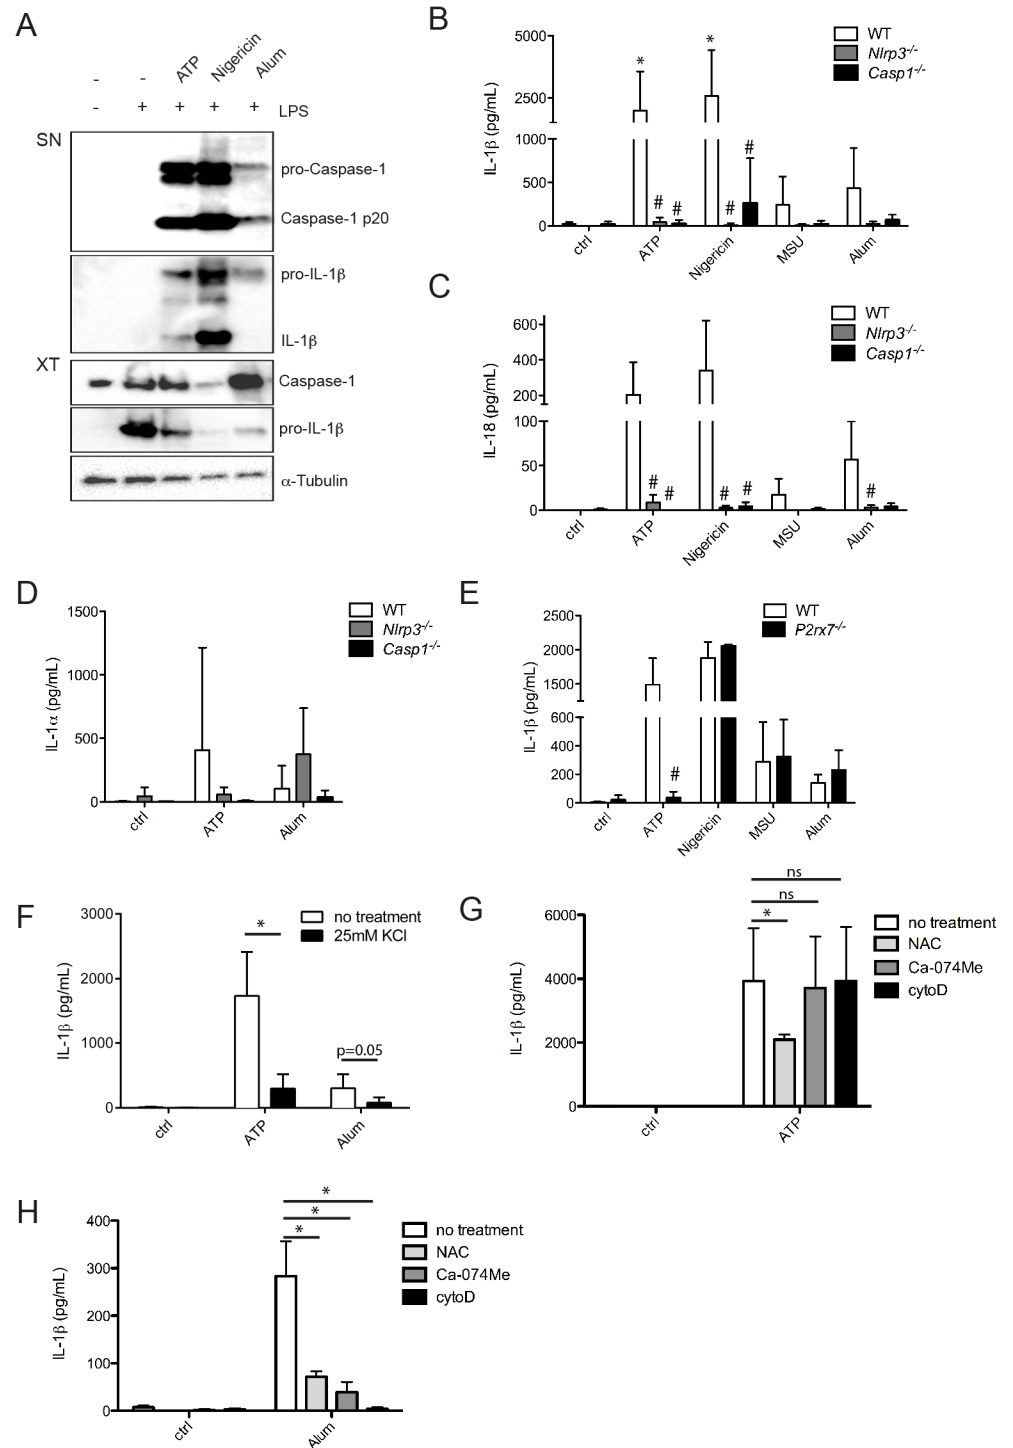 A
- - ATP Nigericin Alum
- + + + + LPS
SN
pro-Caspase-1
Caspase-1 p20
pro-IL-1β
IL-1β
XT
Caspase-1
pro-IL-1β
α-Tubulin
B
WT
Nlrp3-/-
Casp1-/-
IL-1β (pg/mL)
5000
2500
1000
500
0
* *
# # # #
ctrl ATP Nigericin MSU Alum
C
WT
Nlrp3-/-
Casp1-/-
IL-18 (pg/mL)
600
400
200
100
50
0
# # # # #
ctrl ATP Nigericin MSU Alum
D
WT
Nlrp3-/-
Casp1-/-
IL-1α (pg/mL)
1500
1000
500
0
ctrl ATP Alum
E
WT
P2rx7-/-
IL-1β (pg/mL)
2500
2000
1500
600
400
200
0
#
ctrl ATP Nigericin MSU Alum
F
no treatment
25mM KCl
IL-1β (pg/mL)
3000
2000
1000
0
*
p=0.05
ctrl ATP Alum
G
ns
ns
*
no treatment
NAC
Ca-074Me
cytoD
IL-1β (pg/mL)
6000
4000
2000
0
ctrl ATP
H
*
*
*
no treatment
NAC
Ca-074Me
cytoD
IL-1β (pg/mL)
400
300
200
100
0
ctrl Alum